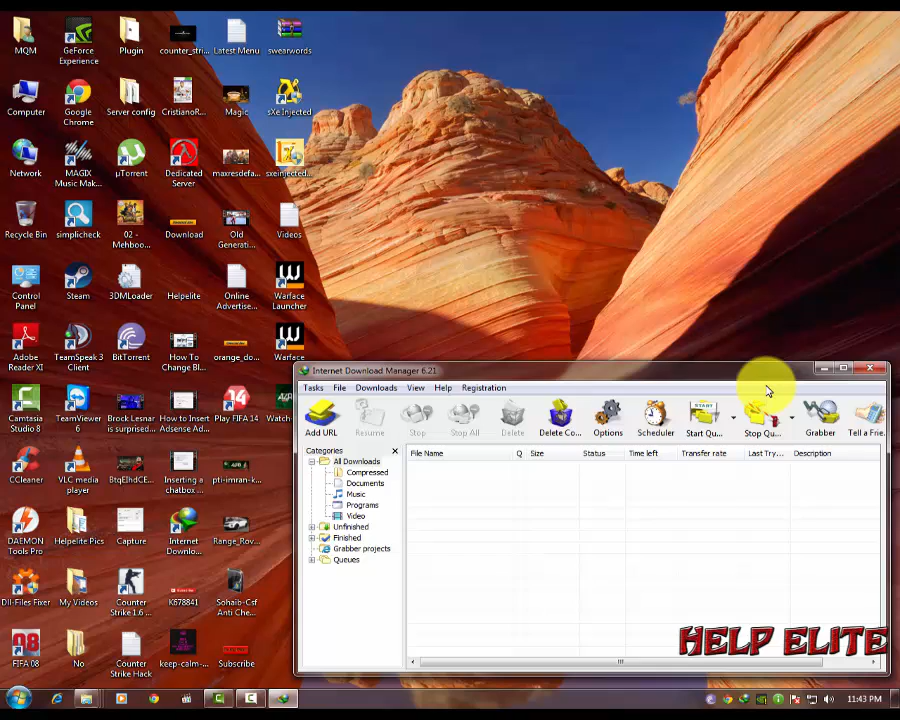 MQM
GeForce
Experience
Plugin
counter_stri...
Latest Menu
swearwords
Computer
Google
Chrome
Server config
CristianoR...
Magic
sXe Injected
Network
MAGIX
Music Mak...
µTorrent
Dedicated
Server
maxresdefa...
sxeinjected...
Recycle Bin
simplicheck
02 -
Mehboo...
Download
Old
Generati...
Videos
Control
Panel
Steam
3DMLoader
Helpelite
Online
Advertise...
Warface
Launcher
Adobe
Reader XI
TeamSpeak 3
Client
BitTorrent
How To
Change Bl...
orange_do...
Warface
Camtasia
Studio 8
TeamViewer
6
Brock Lesnar
is surprised...
How to Insert
Adsense Ad...
Play FIFA 14
Watch-
CCleaner
VLC media
player
BtqEIhdCE...
Inserting a
chatbox ...
pti-imran-k...
DAEMON
Tools Pro
Helpelite Pics
Capture
Internet
Downlo...
Range_Rov...
Dll-Files Fixer
My Videos
Counter
Strike 1.6 ...
K678841
Sohaib-Csf
Anti Che...
FIFA 08
No
Counter
Strike Hack
keep-calm-...
Subscribe
Internet Download Manager 6.21
Tasks File Downloads View Help Registration
Add URL Resume Stop Stop All Delete Delete Co... Options Scheduler Start Qu... Stop Qu... Grabber Tell a Frie...
Categories
File Name Q Size Status Time left Transfer rate Last Try... Description
All Downloads
Compressed
Documents
Music
Programs
Video
Unfinished
Finished
Grabber projects
Queues
HELP ELITE
11:43 PM